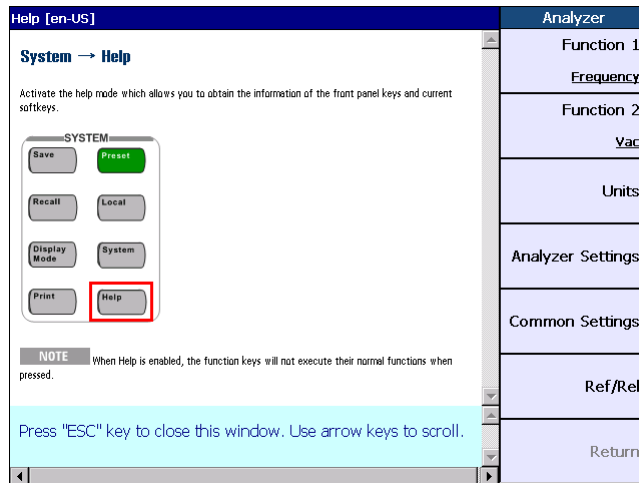 Help [en-US]
System → Help
Activate the help mode which allows you to obtain the information of the front panel keys and current
softkeys.
SYSTEM
Save
Preset
Recall
Local
Display
Mode
System
Print
Help
NOTE When Help is enabled, the function keys will not execute their normal functions when
pressed.
Press "ESC" key to close this window. Use arrow keys to scroll.
Analyzer
Function 1
Frequency
Function 2
Vac
Units
Analyzer Settings
Common Settings
Ref/Rel
Return